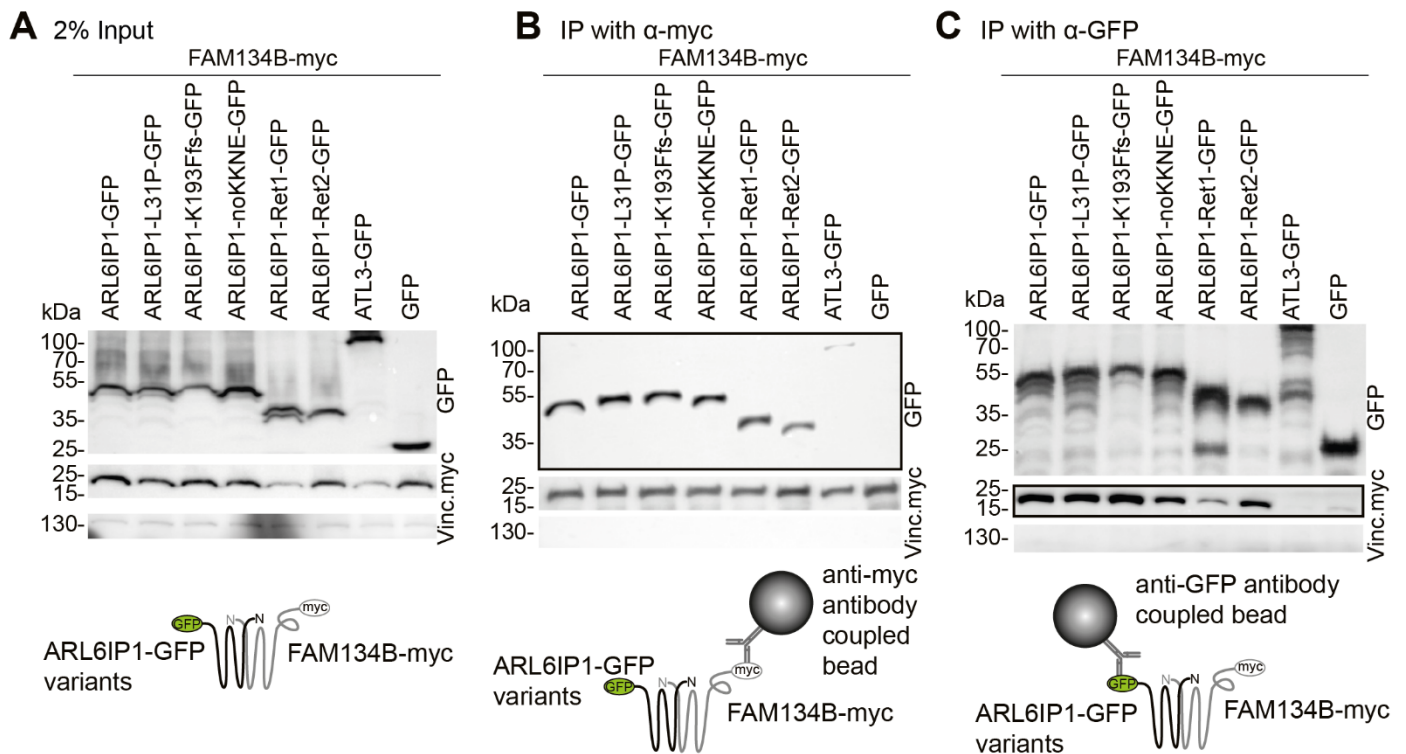 A 2% Input
FAM134B-myc
ARL6IP1-GFP
ARL6IP1-L31P-GFP
ARL6IP1-K193Ffs-GFP
ARL6IP1-noKKNE-GFP
ARL6IP1-Ret1-GFP
ARL6IP1-Ret2-GFP
ATL3-GFP
GFP
kDa
100-
70-
55-
35-
25-
GFP
25-
15-
myc
130-
Vinc.
GFP
N
N
myc
ARL6IP1-GFP
variants
FAM134B-myc
B IP with α-myc
FAM134B-myc
ARL6IP1-GFP
ARL6IP1-L31P-GFP
ARL6IP1-K193Ffs-GFP
ARL6IP1-noKKNE-GFP
ARL6IP1-Ret1-GFP
ARL6IP1-Ret2-GFP
ATL3-GFP
GFP
kDa
100-
70-
55-
35-
GFP
25-
15-
myc
130-
Vinc.
anti-myc
antibody
coupled
bead
myc
ARL6IP1-GFP
variants
GFP
N
N
FAM134B-myc
C IP with α-GFP
FAM134B-myc
ARL6IP1-GFP
ARL6IP1-L31P-GFP
ARL6IP1-K193Ffs-GFP
ARL6IP1-noKKNE-GFP
ARL6IP1-Ret1-GFP
ARL6IP1-Ret2-GFP
ATL3-GFP
GFP
kDa
100-
70-
55-
35-
25-
GFP
25-
15-
myc
130-
Vinc.
anti-GFP antibody
coupled bead
GFP
N
N
myc
ARL6IP1-GFP
variants
FAM134B-myc